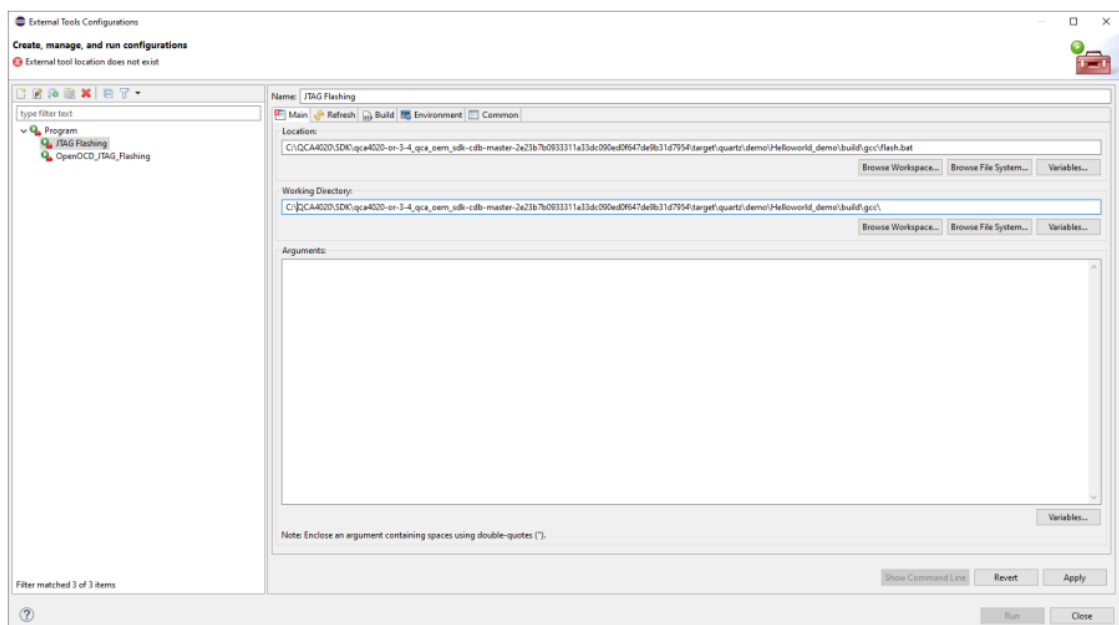 External Tools Configurations
Create, manage, and run configurations
External tool location does not exist
type filter text
Program
JTAG Flashing
OpenOCD_JTAG_Flashing
Filter matched 3 of 3 items
Name: JTAG Flashing
Main Refresh Build Environment Common
Location:
C:\QCA4020\SDK\qca4020-or-3-4_qca_oem_sdk-cdb-master-2e23b7b0933311a33dc090ed0f647de9b31d7954\target\quartz\demo\Helloworld_demo\build\gcc\flash.bat
Browse Workspace... Browse File System... Variables...
Working Directory:
C:\QCA4020\SDK\qca4020-or-3-4_qca_oem_sdk-cdb-master-2e23b7b0933311a33dc090ed0f647de9b31d7954\target\quartz\demo\Helloworld_demo\build\gcc\
Browse Workspace... Browse File System... Variables...
Arguments:
Variables...
Note: Enclose an argument containing spaces using double-quotes (").
Show Command Line Revert Apply
Run Close